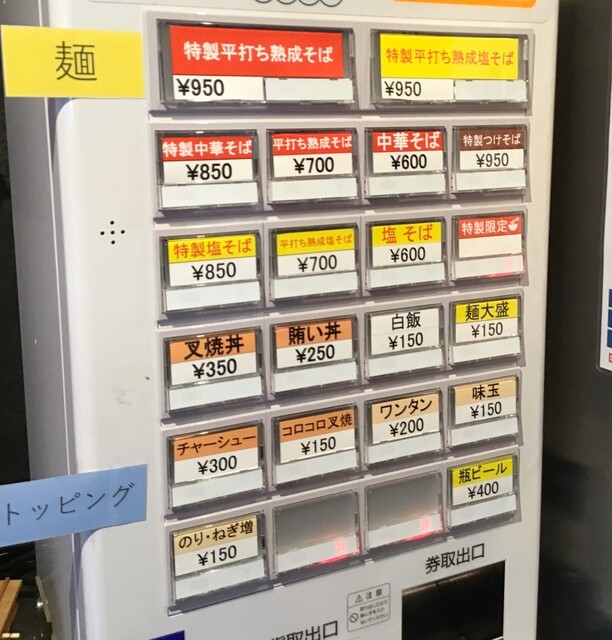 麺
特製平打ち熟成そば
¥950
特製平打ち熟成塩そば
¥950
特製中華そば
¥850
平打ち熟成そば
¥700
中華そば
¥600
特製つけそば
¥950
特製塩そば
¥850
平打ち熟成塩そば
¥700
塩そば
¥600
特製限定
叉焼丼
¥350
賄い丼
¥250
白飯
¥150
麺大盛
¥150
チャーシュー
¥300
コロコロ叉焼
¥150
ワンタン
¥200
味玉
¥150
トッピング
のり・ねぎ増
¥150
瓶ビール
¥400
券取出口
注意
取出口